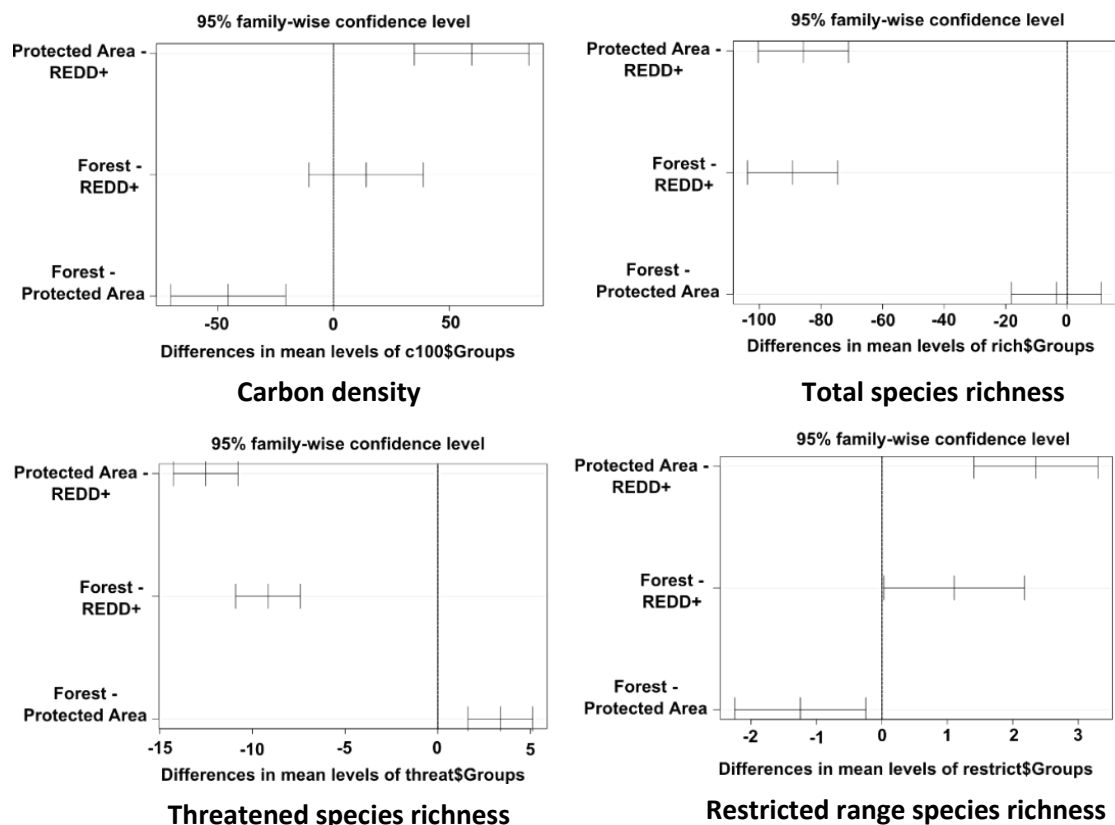 95% family-wise confidence level
Protected Area -
REDD+
Forest -
REDD+
Forest -
Protected Area
-50
0
50
Differences in mean levels of c100$Groups
Carbon density
95% family-wise confidence level
Protected Area -
REDD+
Forest -
REDD+
Forest -
Protected Area
-100
-80
-60
-40
-20
0
Differences in mean levels of rich$Groups
Total species richness
95% family-wise confidence level
Protected Area -
REDD+
Forest -
REDD+
Forest -
Protected Area
-15
-10
-5
0
5
Differences in mean levels of threat$Groups
Threatened species richness
95% family-wise confidence level
Protected Area -
REDD+
Forest -
REDD+
Forest -
Protected Area
-2
-1
0
1
2
3
Differences in mean levels of restrict$Groups
Restricted range species richness